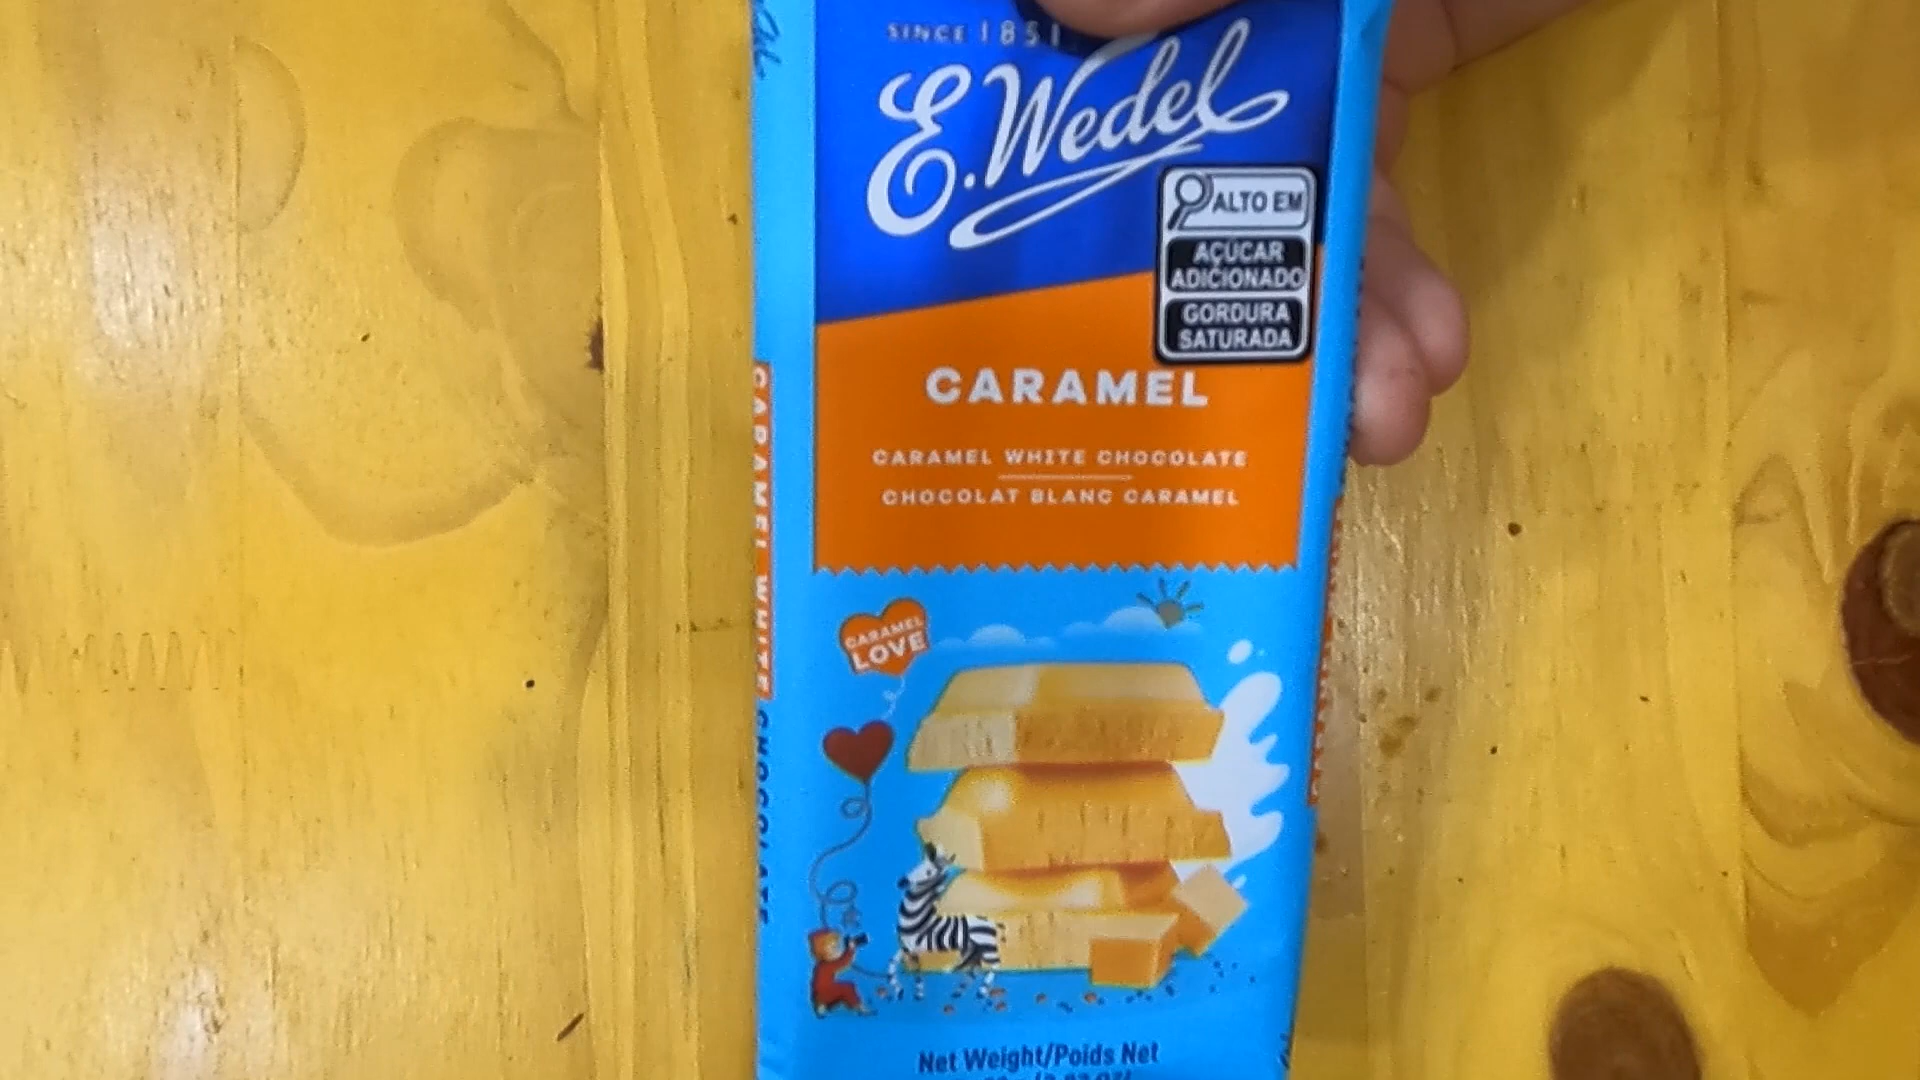 SINCE 1851
E. Wedel
ALTO EM
AÇÚCAR
ADICIONADO
GORDURA
SATURADA
CARAMEL
CARAMEL WHITE CHOCOLATE
CHOCOLAT BLANC CARAMEL
CARAMEL
LOVE
CARAMEL WHITE CHOCOLATE
Net Weight/Poids Net